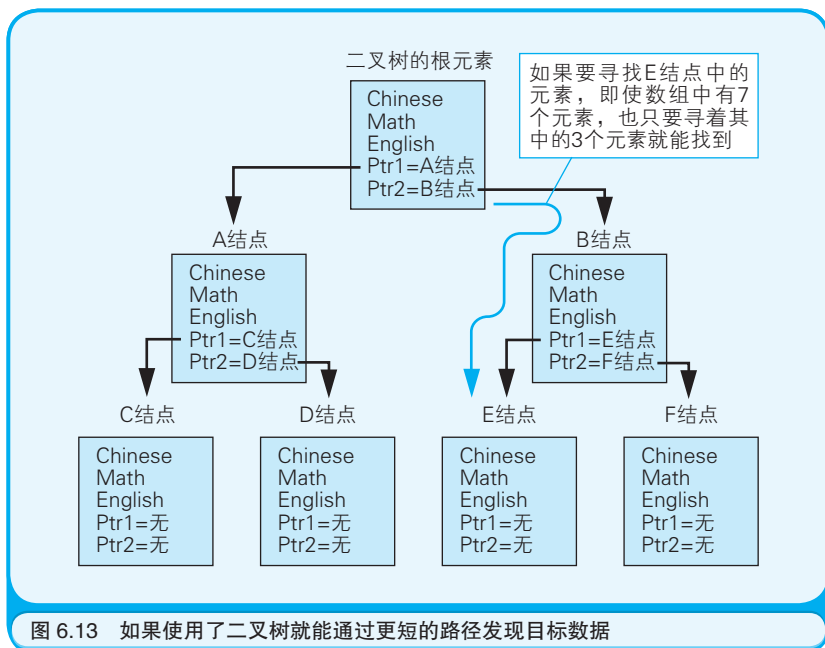 二叉树的根元素
Chinese
Math
English
Ptr1=A结点
Ptr2=B结点
如果要寻找E结点中的
元素，即使数组中有7
个元素，也只要寻着其
中的3个元素就能找到
A结点
Chinese
Math
English
Ptr1=C结点
Ptr2=D结点
B结点
Chinese
Math
English
Ptr1=E结点
Ptr2=F结点
C结点
Chinese
Math
English
Ptr1=无
Ptr2=无
D结点
Chinese
Math
English
Ptr1=无
Ptr2=无
E结点
Chinese
Math
English
Ptr1=无
Ptr2=无
F结点
Chinese
Math
English
Ptr1=无
Ptr2=无
图 6.13 如果使用了二叉树就能通过更短的路径发现目标数据